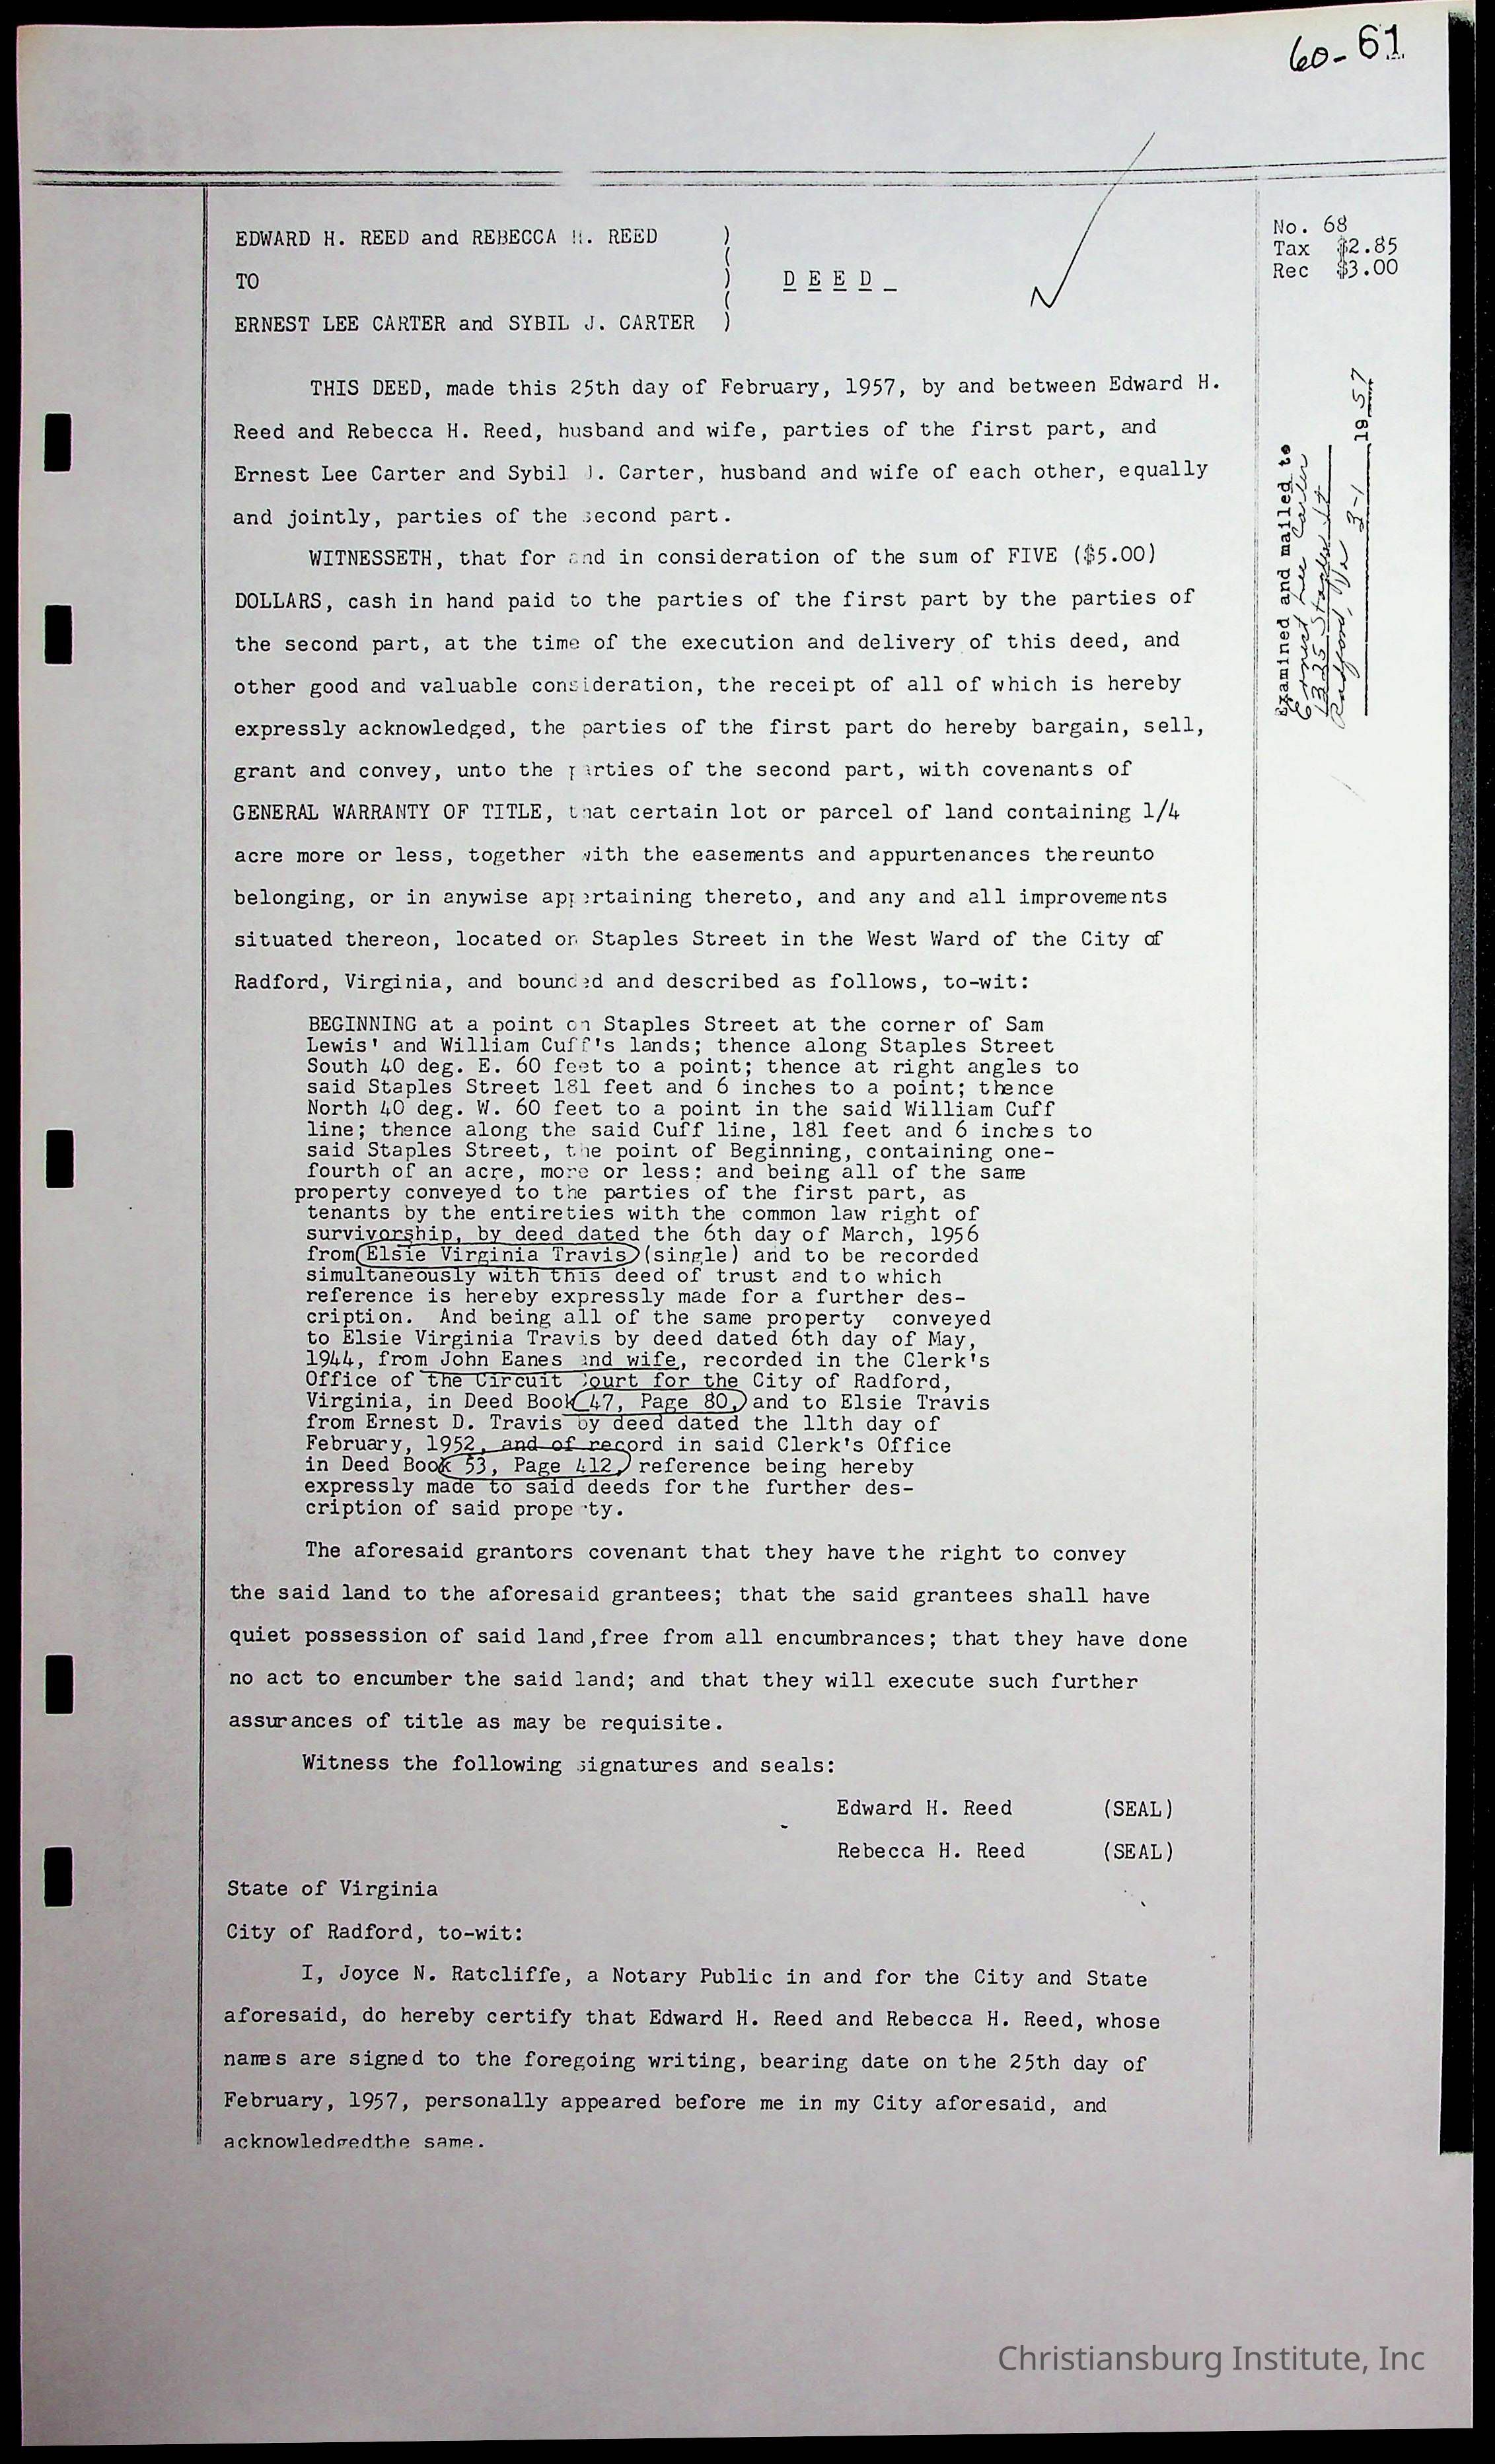 60-61
No. 68
Tax $2.85
Rec $3.00
EDWARD H. REED and REBECCA H. REED )
(
TO ) D E E D _
(
ERNEST LEE CARTER and SYBIL J. CARTER )
Examined and mailed to
Ernest Lee Carter
1325 Staples St
Radford, Va 3-1 1957
THIS DEED, made this 25th day of February, 1957, by and between Edward H.
Reed and Rebecca H. Reed, husband and wife, parties of the first part, and
Ernest Lee Carter and Sybil J. Carter, husband and wife of each other, equally
and jointly, parties of the second part.
WITNESSETH, that for and in consideration of the sum of FIVE ($5.00)
DOLLARS, cash in hand paid to the parties of the first part by the parties of
the second part, at the time of the execution and delivery of this deed, and
other good and valuable consideration, the receipt of all of which is hereby
expressly acknowledged, the parties of the first part do hereby bargain, sell,
grant and convey, unto the parties of the second part, with covenants of
GENERAL WARRANTY OF TITLE, that certain lot or parcel of land containing 1/4
acre more or less, together with the easements and appurtenances thereunto
belonging, or in anywise appertaining thereto, and any and all improvements
situated thereon, located on Staples Street in the West Ward of the City of
Radford, Virginia, and bounded and described as follows, to-wit:
BEGINNING at a point on Staples Street at the corner of Sam
Lewis' and William Cuff's lands; thence along Staples Street
South 40 deg. E. 60 feet to a point; thence at right angles to
said Staples Street 181 feet and 6 inches to a point; thence
North 40 deg. W. 60 feet to a point in the said William Cuff
line; thence along the said Cuff line, 181 feet and 6 inches to
said Staples Street, the point of Beginning, containing one-
fourth of an acre, more or less: and being all of the same
property conveyed to the parties of the first part, as
tenants by the entireties with the common law right of
survivorship, by deed dated the 6th day of March, 1956
from Elsie Virginia Travis (single) and to be recorded
simultaneously with this deed of trust and to which
reference is hereby expressly made for a further des-
cription. And being all of the same property conveyed
to Elsie Virginia Travis by deed dated 6th day of May,
1944, from John Eanes and wife, recorded in the Clerk's
Office of the Circuit Court for the City of Radford,
Virginia, in Deed Book 47, Page 80, and to Elsie Travis
from Ernest D. Travis by deed dated the 11th day of
February, 1952, and of record in said Clerk's Office
in Deed Book 53, Page 412, reference being hereby
expressly made to said deeds for the further des-
cription of said property.
The aforesaid grantors covenant that they have the right to convey
the said land to the aforesaid grantees; that the said grantees shall have
quiet possession of said land,free from all encumbrances; that they have done
no act to encumber the said land; and that they will execute such further
assurances of title as may be requisite.
Witness the following signatures and seals:
Edward H. Reed (SEAL)
Rebecca H. Reed (SEAL)
State of Virginia
City of Radford, to-wit:
I, Joyce N. Ratcliffe, a Notary Public in and for the City and State
aforesaid, do hereby certify that Edward H. Reed and Rebecca H. Reed, whose
names are signed to the foregoing writing, bearing date on the 25th day of
February, 1957, personally appeared before me in my City aforesaid, and
acknowledgedthe same.
Christiansburg Institute, Inc